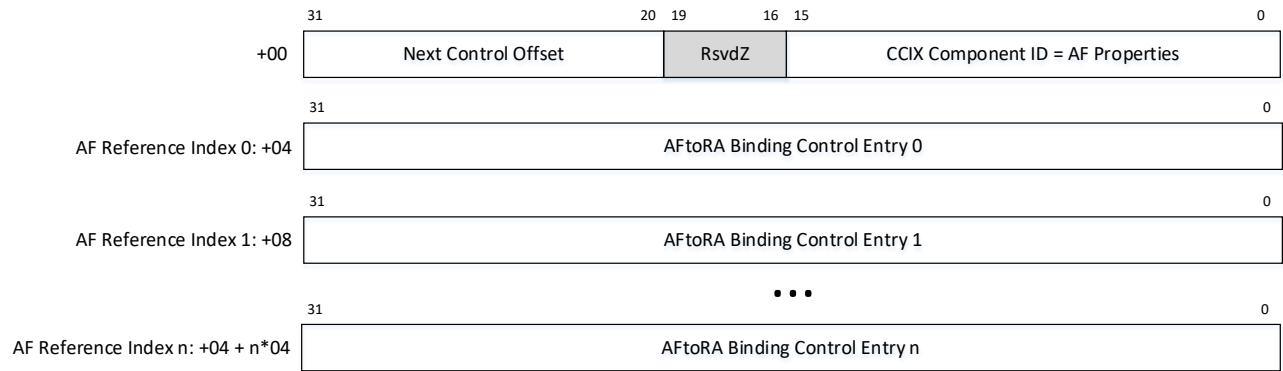 31 20 19 16 15 0
+00 Next Control Offset RsvdZ CCIX Component ID = AF Properties
31 0
AF Reference Index 0: +04 AFtoRA Binding Control Entry 0
31 0
AF Reference Index 1: +08 AFtoRA Binding Control Entry 1
...
31 0
AF Reference Index n: +04 + n*04 AFtoRA Binding Control Entry n